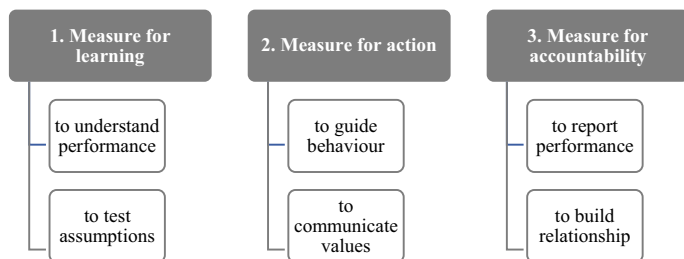 1. Measure for
learning
to understand
performance
to test
assumptions
2. Measure for action
to guide
behaviour
to
communicate
values
3. Measure for
accountability
to report
performance
to build
relationship